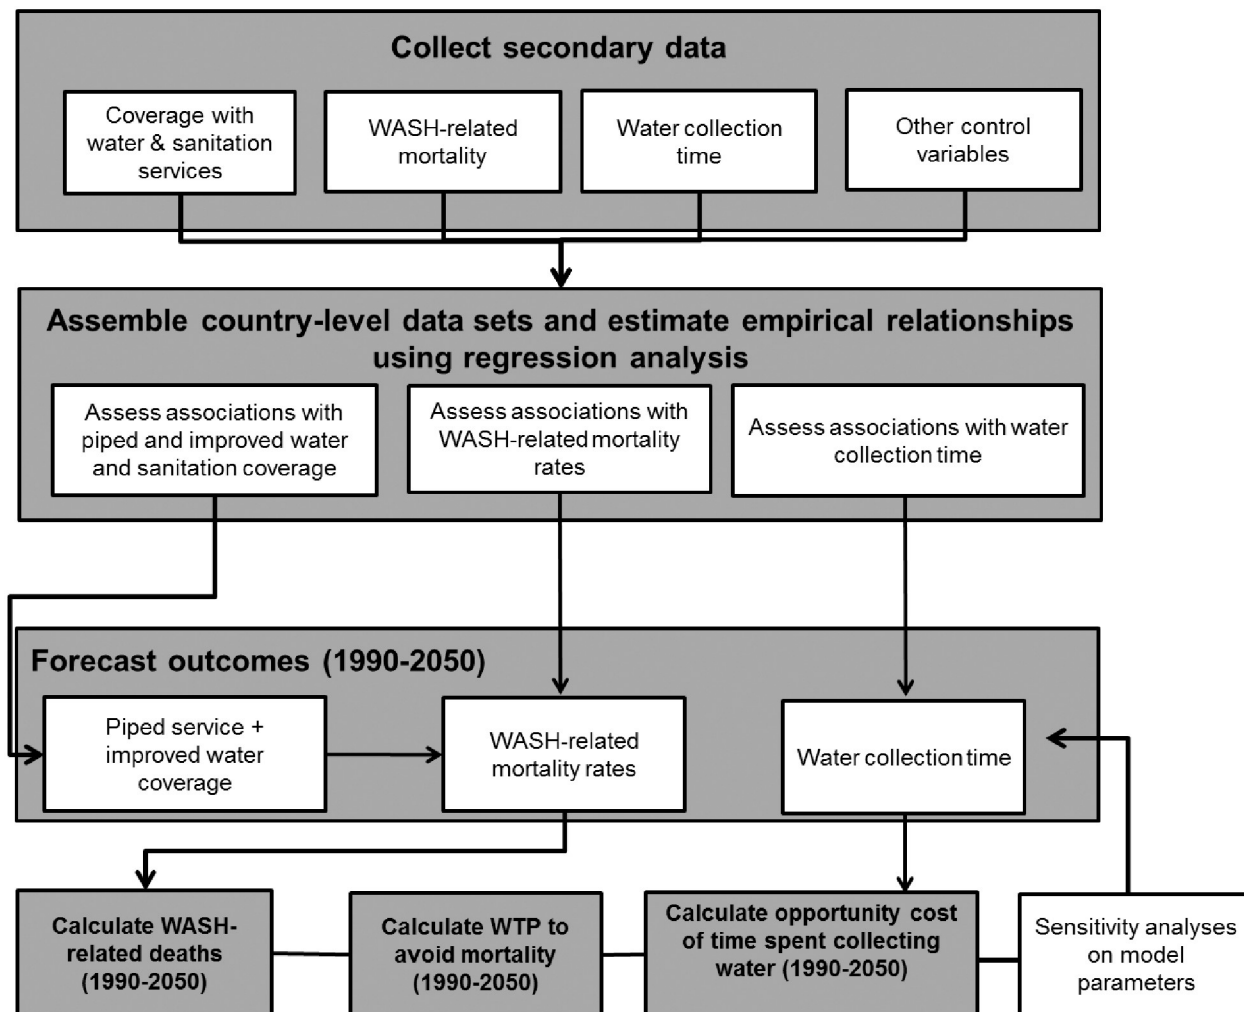 Collect secondary data
Coverage with
water & sanitation
services
WASH-related
mortality
Water collection
time
Other control
variables
Assemble country-level data sets and estimate empirical relationships
using regression analysis
Assess associations with
piped and improved water
and sanitation coverage
Assess associations with
WASH-related mortality
rates
Assess associations with water
collection time
Forecast outcomes (1990-2050)
Piped service +
improved water
coverage
WASH-related
mortality rates
Water collection time
Calculate WASH-
related deaths
(1990-2050)
Calculate WTP to
avoid mortality
(1990-2050)
Calculate opportunity cost
of time spent collecting
water (1990-2050)
Sensitivity analyses
on model
parameters